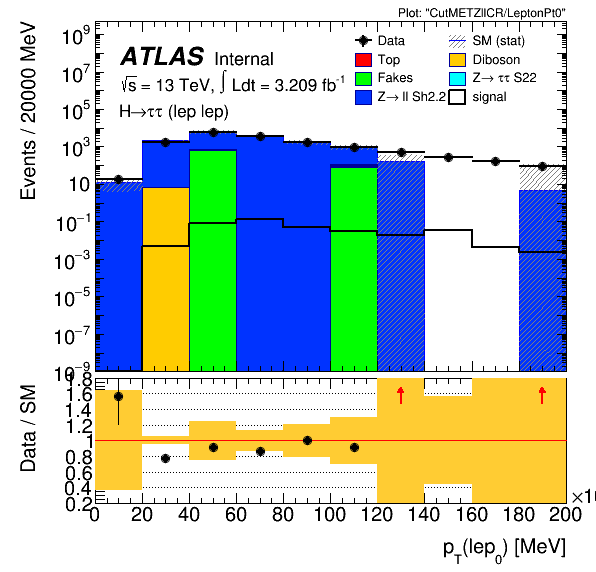 Plot: "CutMETZllCR/LeptonPt0"
Events / 20000 MeV
ATLAS Internal
√s = 13 TeV, ∫ Ldt = 3.209 fb⁻¹
H→ττ (lep lep)
Data
Top
Fakes
Z→ ll Sh2.2
SM (stat)
Diboson
Z→ ττ S22
signal
10⁹
10⁷
10⁵
10³
10
10⁻¹
10⁻³
10⁻⁵
10⁻⁷
10⁻⁹
Data / SM
1.8
1.6
1.4
1.2
1
0.8
0.6
0.4
0.2
0 20 40 60 80 100 120 140 160 180 200
p_T(lep_0) [MeV]